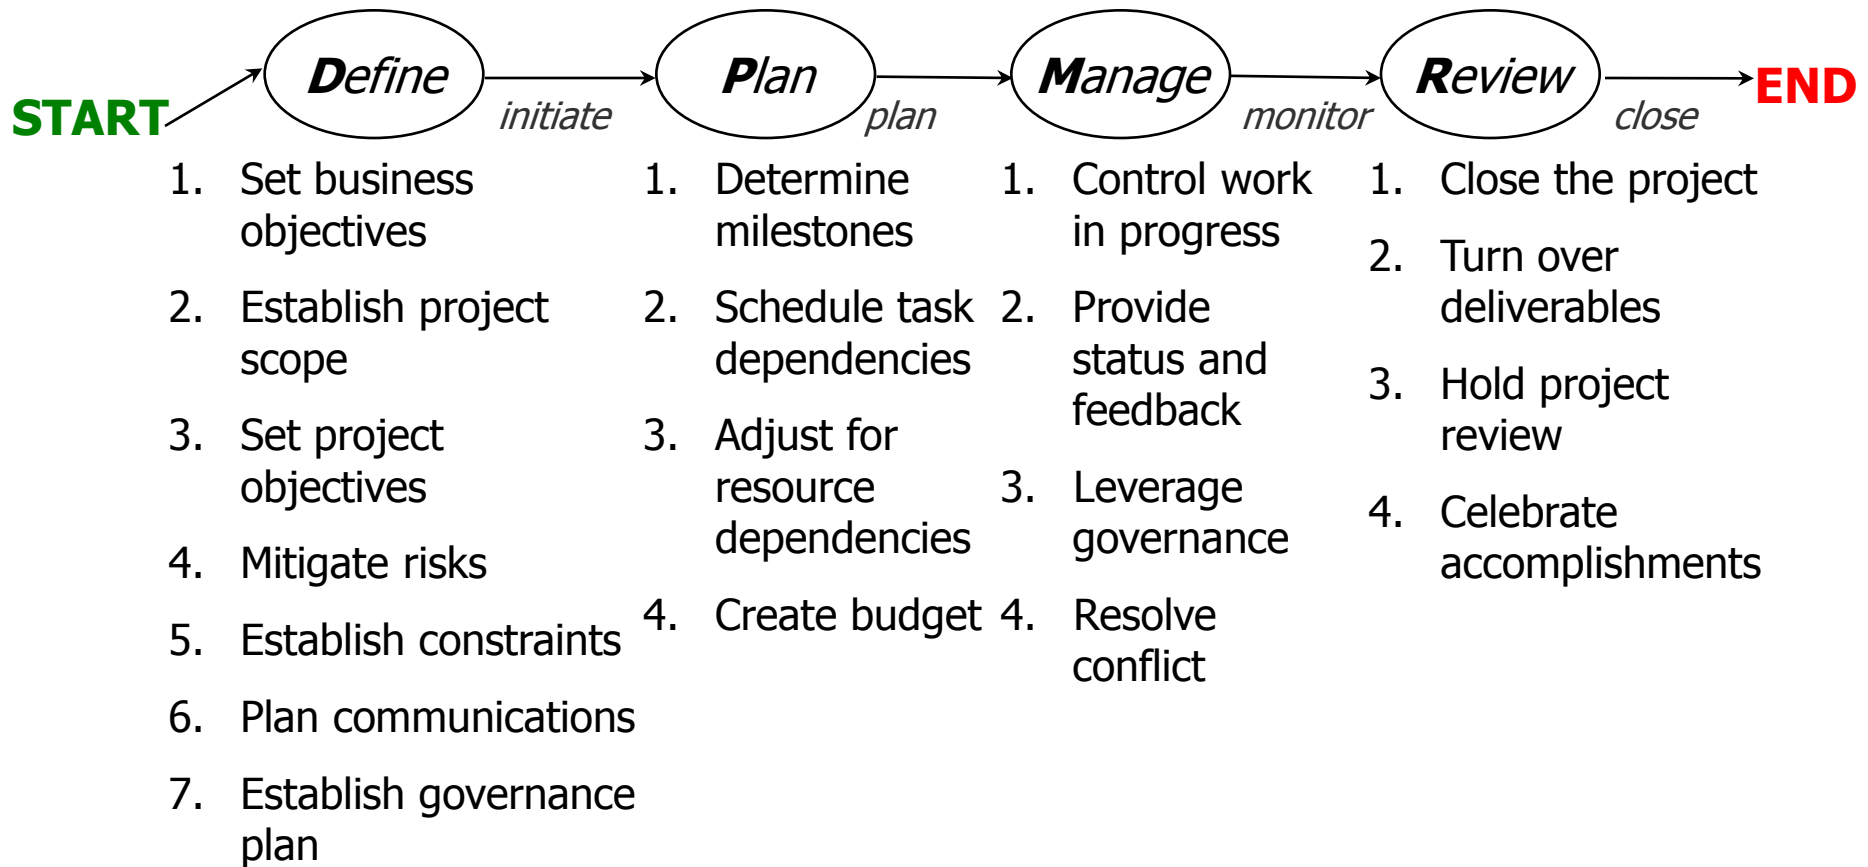 START
Define
initiate
Plan
plan
Manage
monitor
Review
close
END
1. Set business
objectives
2. Establish project
scope
3. Set project
objectives
4. Mitigate risks
5. Establish constraints
6. Plan communications
7. Establish governance
plan
1. Determine
milestones
2. Schedule task
dependencies
3. Adjust for
resource
dependencies
4. Create budget
1. Control work
in progress
2. Provide
status and
feedback
3. Leverage
governance
4. Resolve
conflict
1. Close the project
2. Turn over
deliverables
3. Hold project
review
4. Celebrate
accomplishments